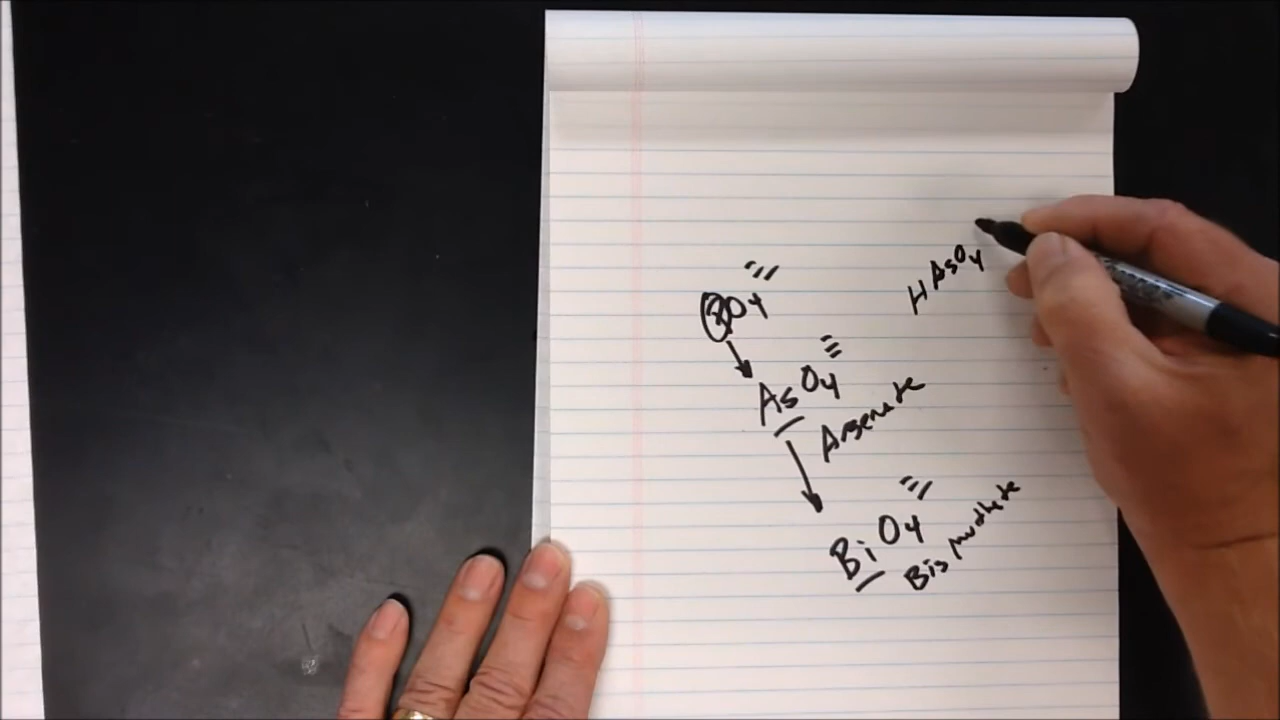 PO4 ---
HAsO4
AsO4 ---
Arsenate
BiO4 ---
Bismuthate